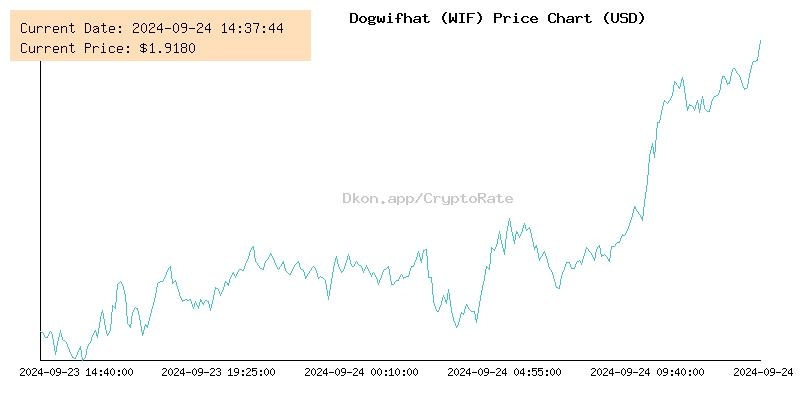 Dogwifhat (WIF) Price Chart (USD)
Current Date: 2024-09-24 14:37:44
Current Price: $1.9180
Dkon.app/CryptoRate
2024-09-23 14:40:00 2024-09-23 19:25:00 2024-09-24 00:10:00 2024-09-24 04:55:00 2024-09-24 09:40:00 2024-09-24